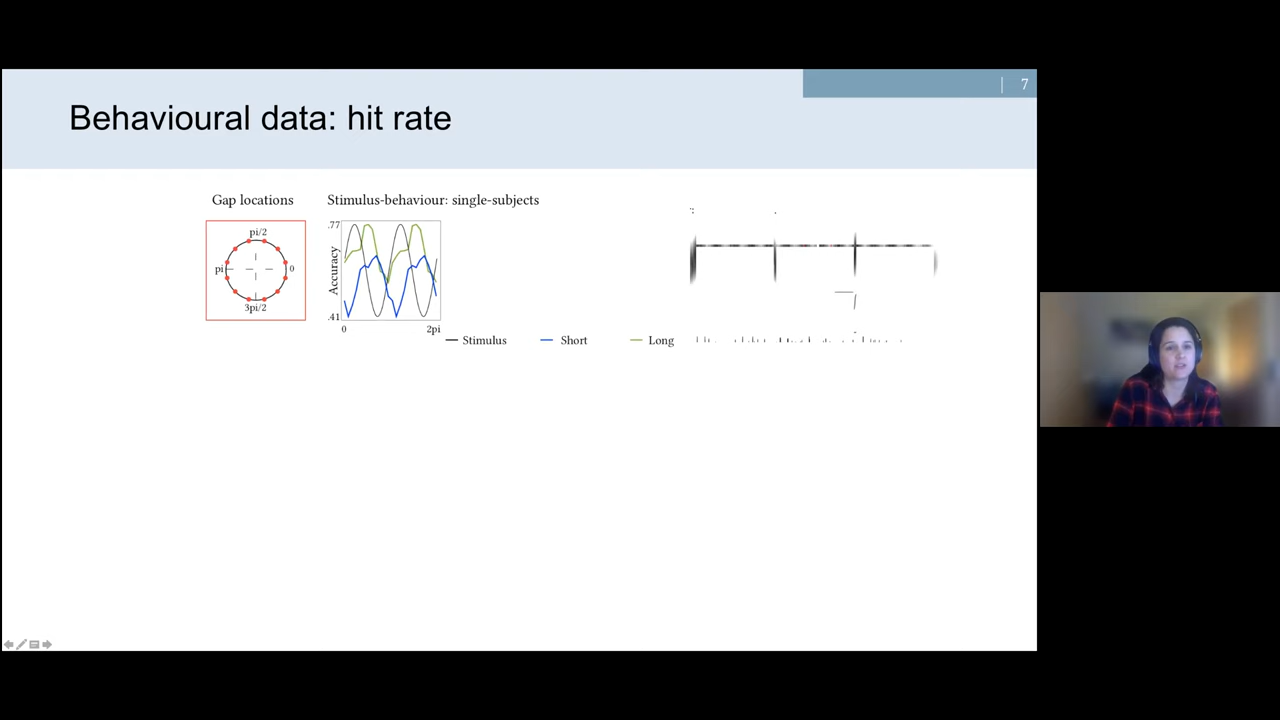 7
Behavioural data: hit rate
Gap locations
pi/2
pi
0
3pi/2
Stimulus-behaviour: single-subjects
.77
Accuracy
.41
0
2pi
Stimulus
Short
Long